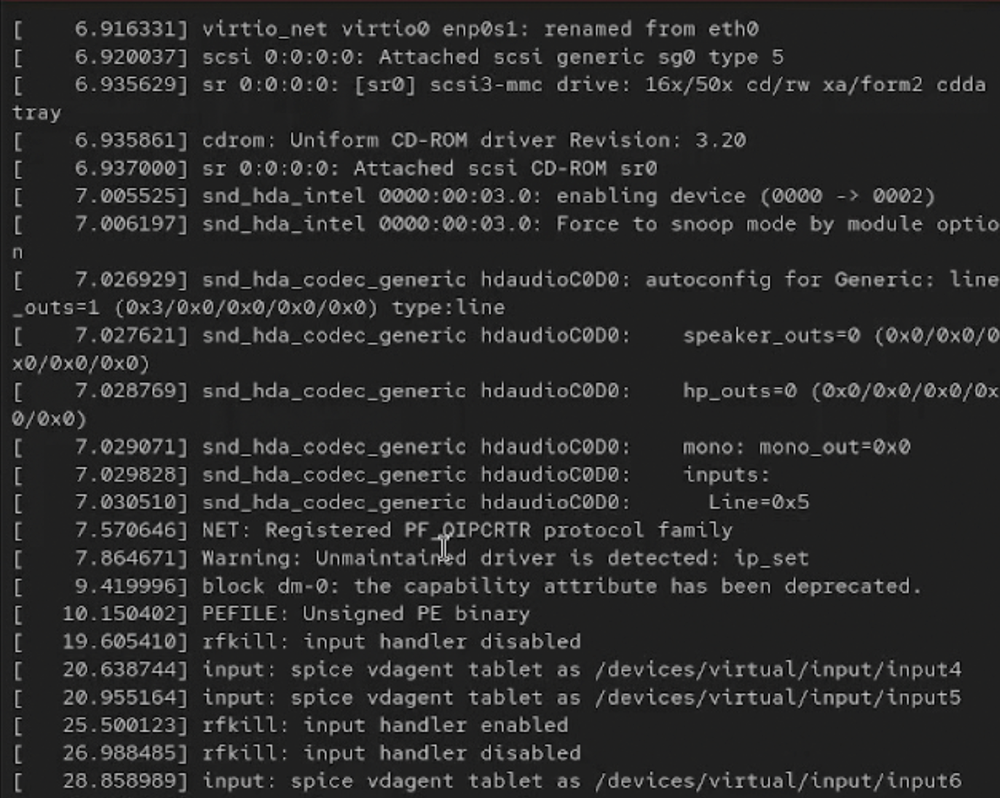 [    6.916331] virtio_net virtio0 enp0s1: renamed from eth0
[    6.920037] scsi 0:0:0:0: Attached scsi generic sg0 type 5
[    6.935629] sr 0:0:0:0: [sr0] scsi3-mmc drive: 16x/50x cd/rw xa/form2 cdda
tray
[    6.935861] cdrom: Uniform CD-ROM driver Revision: 3.20
[    6.937000] sr 0:0:0:0: Attached scsi CD-ROM sr0
[    7.005525] snd_hda_intel 0000:00:03.0: enabling device (0000 -> 0002)
[    7.006197] snd_hda_intel 0000:00:03.0: Force to snoop mode by module optio
n
[    7.026929] snd_hda_codec_generic hdaudioC0D0: autoconfig for Generic: line
_outs=1 (0x3/0x0/0x0/0x0/0x0) type:line
[    7.027621] snd_hda_codec_generic hdaudioC0D0:    speaker_outs=0 (0x0/0x0/0
x0/0x0/0x0)
[    7.028769] snd_hda_codec_generic hdaudioC0D0:    hp_outs=0 (0x0/0x0/0x0/0x
0/0x0)
[    7.029071] snd_hda_codec_generic hdaudioC0D0:    mono: mono_out=0x0
[    7.029828] snd_hda_codec_generic hdaudioC0D0:    inputs:
[    7.030510] snd_hda_codec_generic hdaudioC0D0:      Line=0x5
[    7.570646] NET: Registered PF_QIPCRTR protocol family
[    7.864671] Warning: Unmaintained driver is detected: ip_set
[    9.419996] block dm-0: the capability attribute has been deprecated.
[   10.150402] PEFILE: Unsigned PE binary
[   19.605410] rfkill: input handler disabled
[   20.638744] input: spice vdagent tablet as /devices/virtual/input/input4
[   20.955164] input: spice vdagent tablet as /devices/virtual/input/input5
[   25.500123] rfkill: input handler enabled
[   26.988485] rfkill: input handler disabled
[   28.858989] input: spice vdagent tablet as /devices/virtual/input/input6